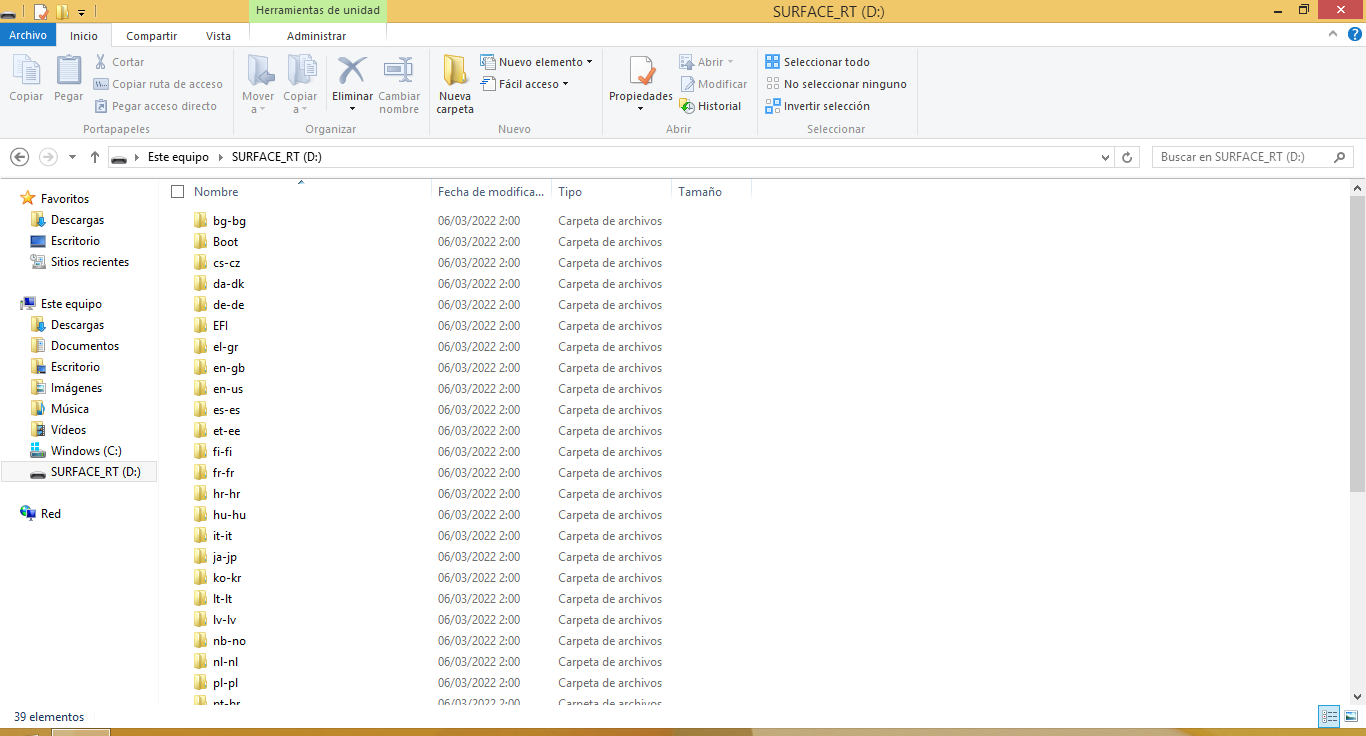 Herramientas de unidad
SURFACE_RT (D:)
Archivo Inicio Compartir Vista Administrar
Copiar
Pegar
Cortar
Copiar ruta de acceso
Pegar acceso directo
Portapapeles
Mover a
Copiar a
Eliminar
Cambiar nombre
Organizar
Nueva carpeta
Nuevo elemento
Fácil acceso
Nuevo
Propiedades
Abrir
Modificar
Historial
Abrir
Seleccionar todo
No seleccionar ninguno
Invertir selección
Seleccionar
Este equipo SURFACE_RT (D:)
Buscar en SURFACE_RT (D:)
Favoritos
Descargas
Escritorio
Sitios recientes
Este equipo
Descargas
Documentos
Escritorio
Imágenes
Música
Vídeos
Windows (C:)
SURFACE_RT (D:)
Red
Nombre Fecha de modifica... Tipo Tamaño
bg-bg 06/03/2022 2:00 Carpeta de archivos
Boot 06/03/2022 2:00 Carpeta de archivos
cs-cz 06/03/2022 2:00 Carpeta de archivos
da-dk 06/03/2022 2:00 Carpeta de archivos
de-de 06/03/2022 2:00 Carpeta de archivos
EFI 06/03/2022 2:00 Carpeta de archivos
el-gr 06/03/2022 2:00 Carpeta de archivos
en-gb 06/03/2022 2:00 Carpeta de archivos
en-us 06/03/2022 2:00 Carpeta de archivos
es-es 06/03/2022 2:00 Carpeta de archivos
et-ee 06/03/2022 2:00 Carpeta de archivos
fi-fi 06/03/2022 2:00 Carpeta de archivos
fr-fr 06/03/2022 2:00 Carpeta de archivos
hr-hr 06/03/2022 2:00 Carpeta de archivos
hu-hu 06/03/2022 2:00 Carpeta de archivos
it-it 06/03/2022 2:00 Carpeta de archivos
ja-jp 06/03/2022 2:00 Carpeta de archivos
ko-kr 06/03/2022 2:00 Carpeta de archivos
lt-lt 06/03/2022 2:00 Carpeta de archivos
lv-lv 06/03/2022 2:00 Carpeta de archivos
nb-no 06/03/2022 2:00 Carpeta de archivos
nl-nl 06/03/2022 2:00 Carpeta de archivos
pl-pl 06/03/2022 2:00 Carpeta de archivos
pt-br 06/03/2022 2:00 Carpeta de archivos
39 elementos